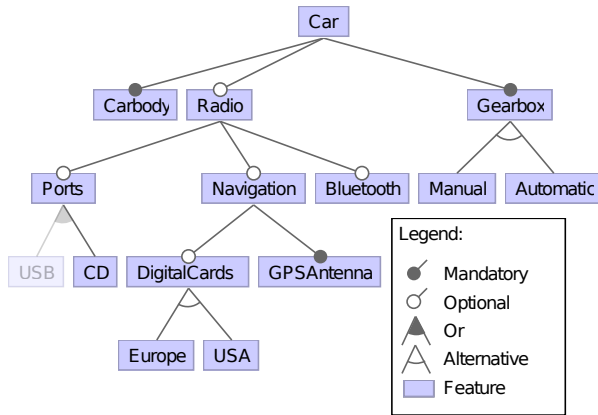 Car
Carbody Radio Gearbox
Ports Navigation Bluetooth Manual Automatic
USB CD DigitalCards GPSAntenna
Europe USA
Legend:
Mandatory
Optional
Or
Alternative
Feature